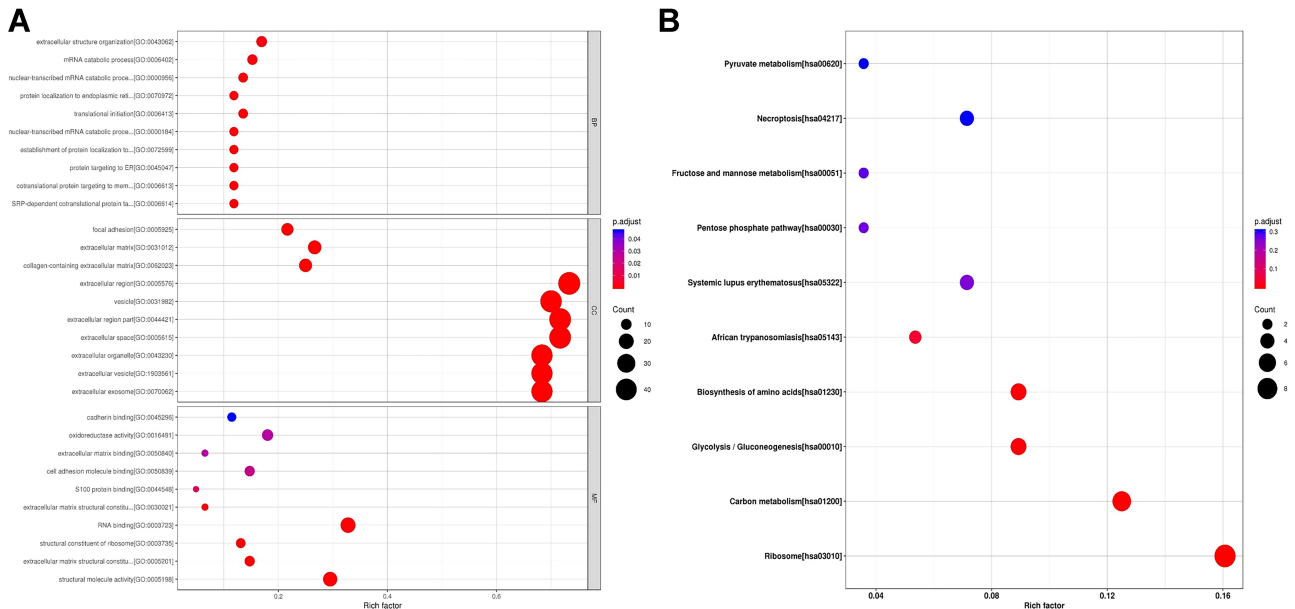 A
extracellular structure organization[GO:0043062]
mRNA catabolic process[GO:0006402]
nuclear-transcribed mRNA catabolic proce...[GO:0000956]
protein localization to endoplasmic reti...[GO:0070972]
translational initiation[GO:0006413]
nuclear-transcribed mRNA catabolic proce...[GO:0000184]
establishment of protein localization to...[GO:0072599]
protein targeting to ER[GO:0045047]
cotranslational protein targeting to mem...[GO:0006613]
SRP-dependent cotranslational protein ta...[GO:0006614]
BP
focal adhesion[GO:0005925]
extracellular matrix[GO:0031012]
collagen-containing extracellular matrix[GO:0062023]
extracellular region[GO:0005576]
vesicle[GO:0031982]
extracellular region part[GO:0044421]
extracellular space[GO:0005615]
extracellular organelle[GO:0043230]
extracellular vesicle[GO:1903561]
extracellular exosome[GO:0070062]
CC
cadherin binding[GO:0045296]
oxidoreductase activity[GO:0016491]
extracellular matrix binding[GO:0050840]
cell adhesion molecule binding[GO:0050839]
S100 protein binding[GO:0044548]
extracellular matrix structural constitu...[GO:0030021]
RNA binding[GO:0003723]
structural constituent of ribosome[GO:0003735]
extracellular matrix structural constitu...[GO:0005201]
structural molecule activity[GO:0005198]
MF
0.2 0.4 0.6
Rich factor
p.adjust
0.04
0.03
0.02
0.01
Count
10
20
30
40
B
Pyruvate metabolism[hsa00620]
Necroptosis[hsa04217]
Fructose and mannose metabolism[hsa00051]
Pentose phosphate pathway[hsa00030]
Systemic lupus erythematosus[hsa05322]
African trypanosomiasis[hsa05143]
Biosynthesis of amino acids[hsa01230]
Glycolysis / Gluconeogenesis[hsa00010]
Carbon metabolism[hsa01200]
Ribosome[hsa03010]
0.04 0.08 0.12 0.16
Rich factor
p.adjust
0.3
0.2
0.1
Count
2
4
6
8